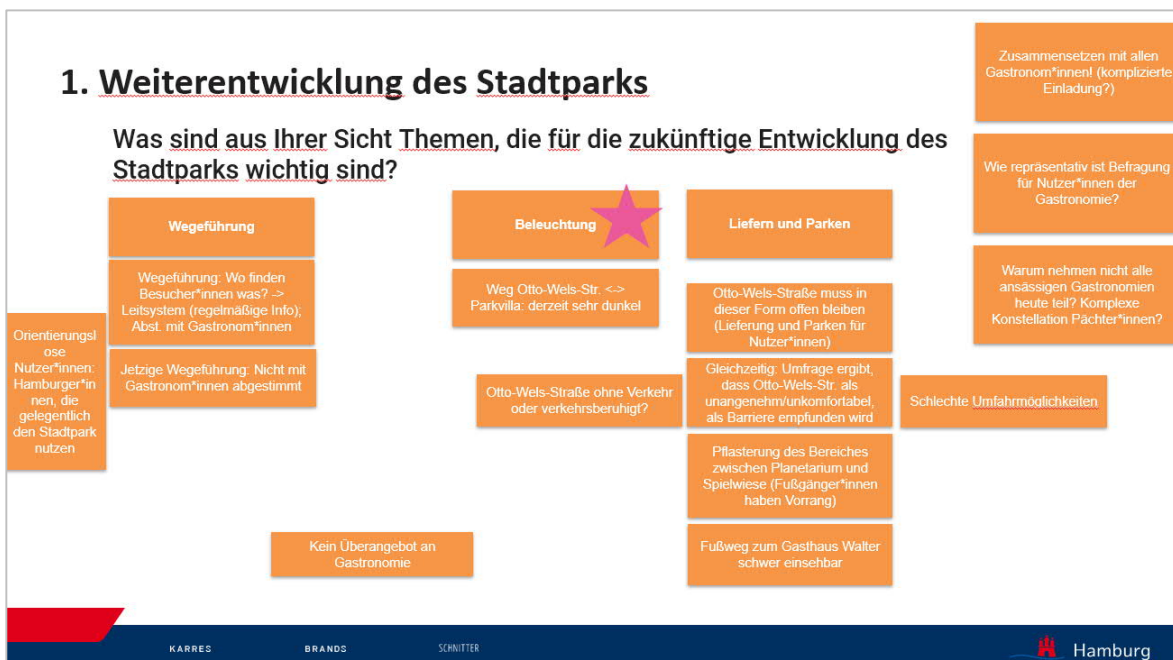 1. Weiterentwicklung des Stadtparks
Was sind aus Ihrer Sicht Themen, die für die zukünftige Entwicklung des
Stadtparks wichtig sind?
Zusammensetzen mit allen
Gastronom*innen! (komplizierte
Einladung?)
Wie repräsentativ ist Befragung
für Nutzer*innen der
Gastronomie?
Warum nehmen nicht alle
ansässigen Gastronomien
heute teil? Komplexe
Konstellation Pächter*innen?
Orientierungsl
ose
Nutzer*innen:
Hamburger*in
nen, die
gelegentlich
den Stadtpark
nutzen
Wegeführung
Wegeführung: Wo finden
Besucher*innen was? ->
Leitsystem (regelmäßige Info);
Abst. mit Gastronom*innen
Jetzige Wegeführung: Nicht mit
Gastronom*innen abgestimmt
Kein Überangebot an
Gastronomie
Beleuchtung
Weg Otto-Wels-Str. <->
Parkvilla: derzeit sehr dunkel
Otto-Wels-Straße ohne Verkehr
oder verkehrsberuhigt?
Liefern und Parken
Otto-Wels-Straße muss in
dieser Form offen bleiben
(Lieferung und Parken für
Nutzer*innen)
Gleichzeitig: Umfrage ergibt,
dass Otto-Wels-Str. als
unangenehm/unkomfortabel,
als Barriere empfunden wird
Pflasterung des Bereiches
zwischen Planetarium und
Spielwiese (Fußgänger*innen
haben Vorrang)
Fußweg zum Gasthaus Walter
schwer einsehbar
Schlechte Umfahrmöglichkeiten
KARRES BRANDS SCHNITTER
Hamburg